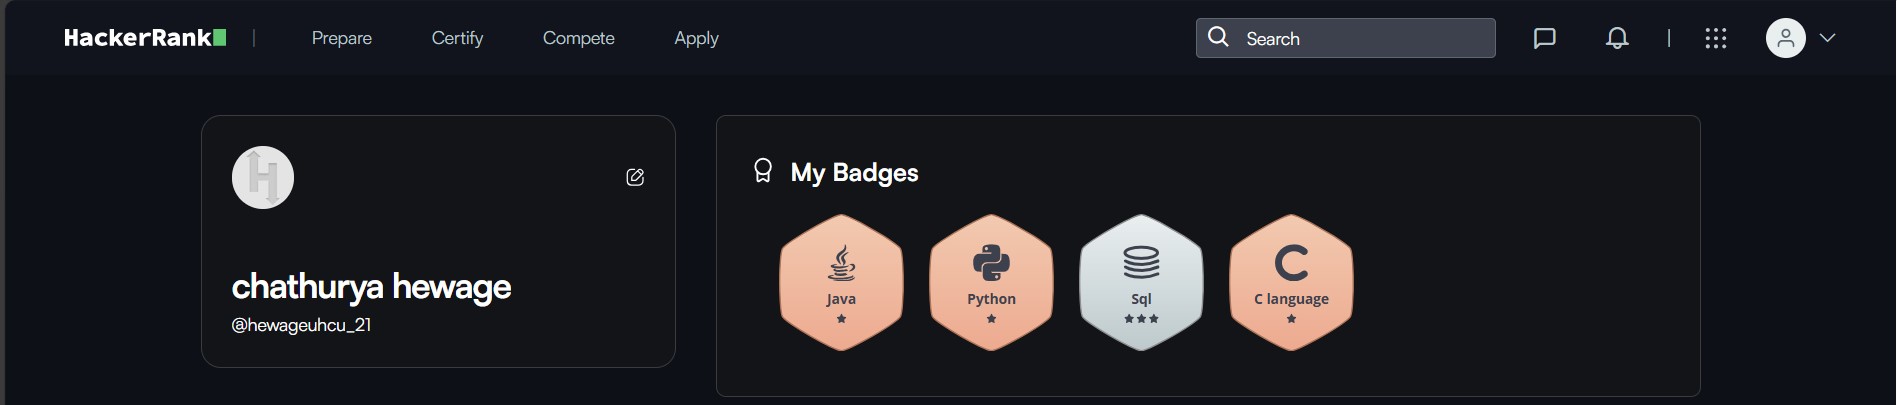 HackerRank
Prepare
Certify
Compete
Apply
Search
chathurya hewage
@hewageuhcu_21
My Badges
Java
Python
Sql
C language